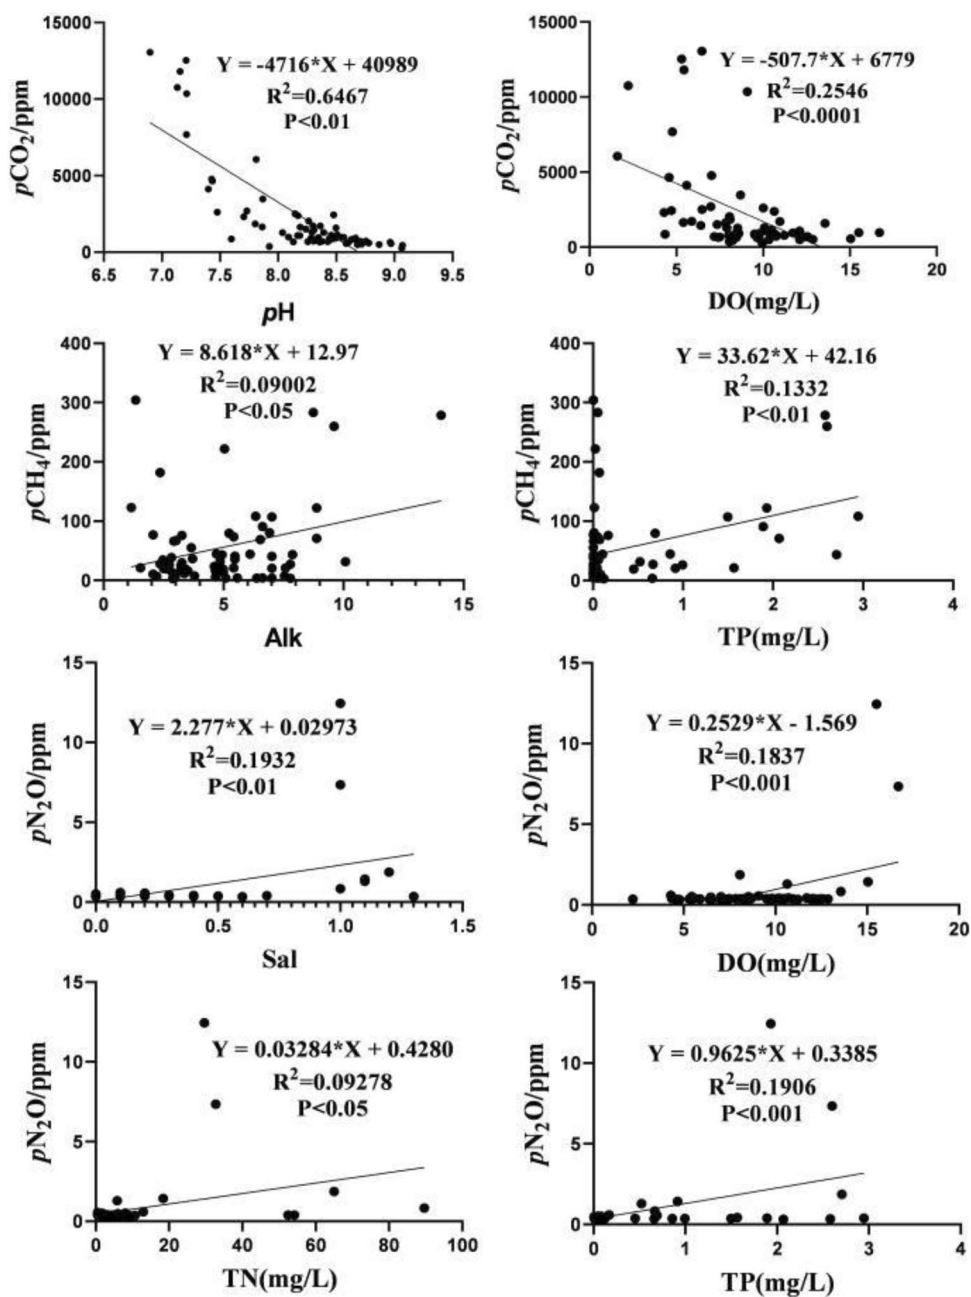 15000
10000
5000
0
pCO₂/ppm
Y = -4716*X + 40989
R²=0.6467
P<0.01
6.5 7.0 7.5 8.0 8.5 9.0 9.5
pH
15000
10000
5000
0
pCO₂/ppm
Y = -507.7*X + 6779
R²=0.2546
P<0.0001
0 5 10 15 20
DO(mg/L)
400
300
200
100
0
pCH₄/ppm
Y = 8.618*X + 12.97
R²=0.09002
P<0.05
0 5 10 15
Alk
400
300
200
100
0
pCH₄/ppm
Y = 33.62*X + 42.16
R²=0.1332
P<0.01
0 1 2 3 4
TP(mg/L)
15
10
5
0
pN₂O/ppm
Y = 2.277*X + 0.02973
R²=0.1932
P<0.01
0.0 0.5 1.0 1.5
Sal
15
10
5
0
pN₂O/ppm
Y = 0.2529*X - 1.569
R²=0.1837
P<0.001
0 5 10 15 20
DO(mg/L)
15
10
5
0
pN₂O/ppm
Y = 0.03284*X + 0.4280
R²=0.09278
P<0.05
0 20 40 60 80 100
TN(mg/L)
15
10
5
0
pN₂O/ppm
Y = 0.9625*X + 0.3385
R²=0.1906
P<0.001
0 1 2 3 4
TP(mg/L)